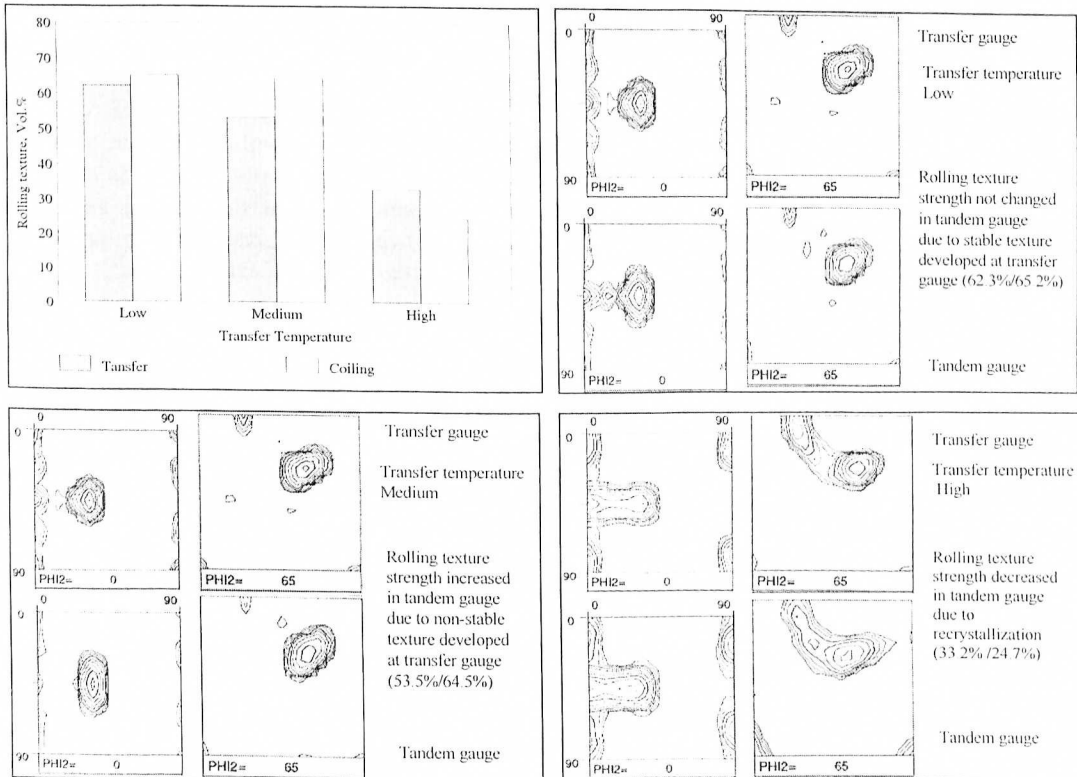 80
70
60
50
40
30
20
10
0
Rolling texture, Vol.%
Low Medium High
Transfer Temperature
Tansfer Coiling
0 90
0
90
PHI2= 0 PHI2= 65
0 90
90
PHI2= 0 PHI2= 65
Transfer gauge
Transfer temperature
Low
Rolling texture
strength not changed
in tandem gauge
due to stable texture
developed at transfer
gauge (62.3%/65.2%)
Tandem gauge
0 90
0
90
PHI2= 0 PHI2= 65
0 90
90
PHI2= 0 PHI2= 65
Transfer gauge
Transfer temperature
Medium
Rolling texture
strength increased
in tandem gauge
due to non-stable
texture developed
at transfer gauge
(53.5%/64.5%)
Tandem gauge
0 90
0
90
PHI2= 0 PHI2= 65
0 90
0
90
PHI2= 0 PHI2= 65
Transfer gauge
Transfer temperature
High
Rolling texture
strength decreased
in tandem gauge
due to
recrystallization
(33.2% /24.7%)
Tandem gauge